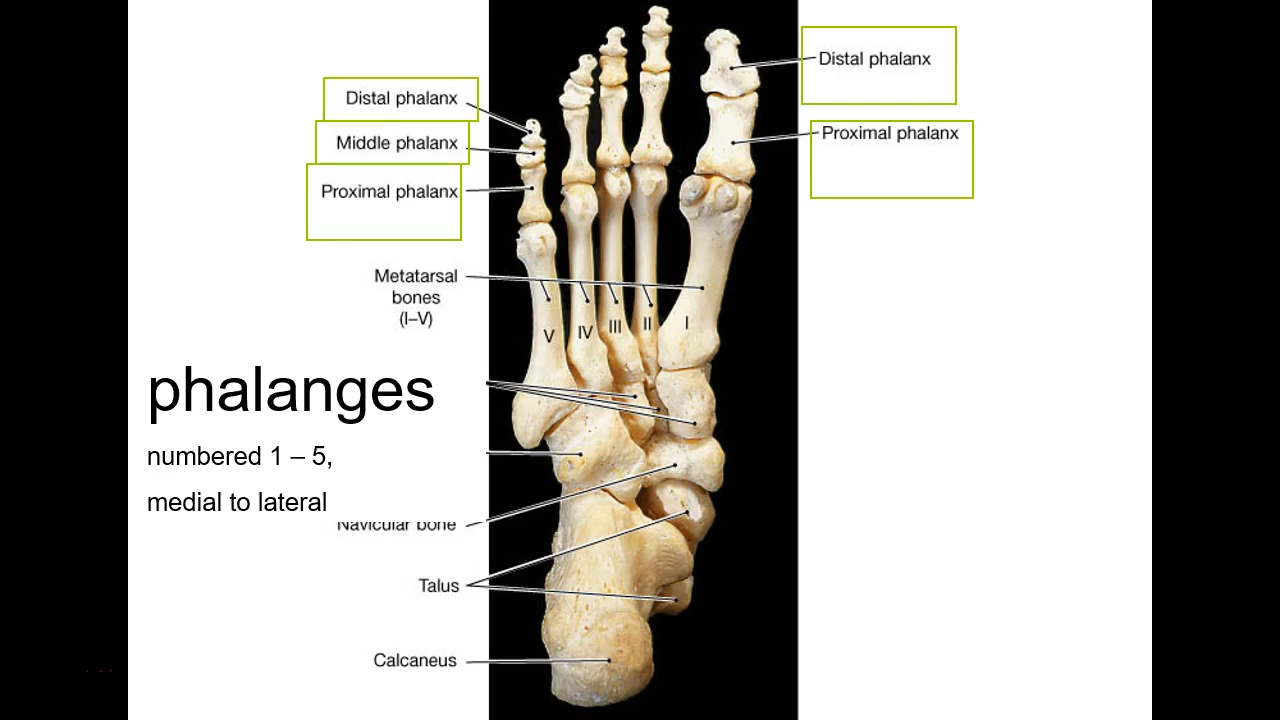 Distal phalanx
Middle phalanx
Proximal phalanx
Metatarsal
bones
(I–V)
phalanges
numbered 1 – 5,
medial to lateral
Navicular bone
Talus
Calcaneus
V IV III II I
Distal phalanx
Proximal phalanx